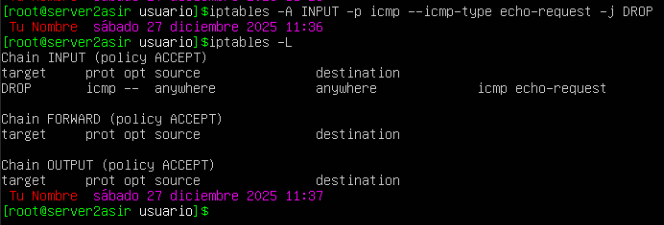 [root@server2asir usuario]$iptables -A INPUT -p icmp --icmp-type echo-request -j DROP
Tu Nombre  sábado 27 diciembre 2025 11:36
[root@server2asir usuario]$iptables -L
Chain INPUT (policy ACCEPT)
target     prot opt source               destination
DROP       icmp --  anywhere             anywhere             icmp echo-request
Chain FORWARD (policy ACCEPT)
target     prot opt source               destination
Chain OUTPUT (policy ACCEPT)
target     prot opt source               destination
Tu Nombre  sábado 27 diciembre 2025 11:37
[root@server2asir usuario]$